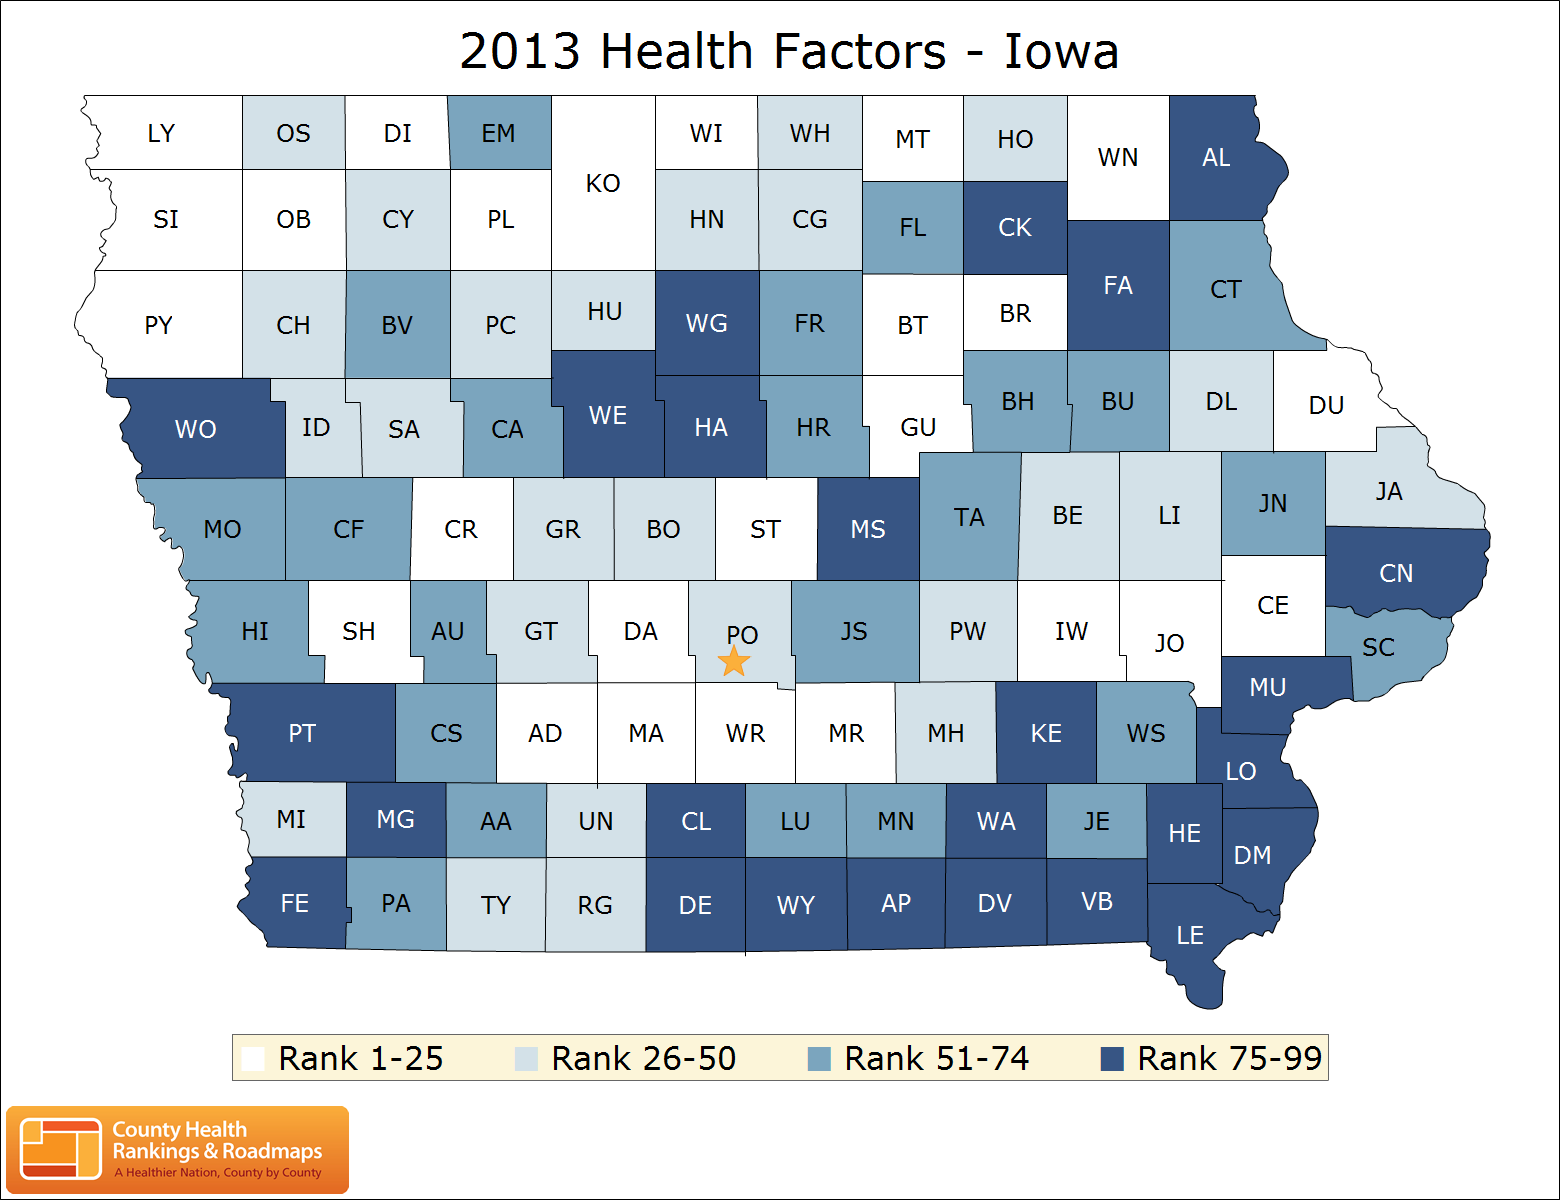 2013 Health Factors - Iowa
LY OS DI EM KO WI WH MT HO WN AL
SI OB CY PL HN CG FL CK FA CT
PY CH BV PC HU WG FR BT BR
WO ID SA CA WE HA HR GU BH BU DL DU
MO CF CR GR BO ST MS TA BE LI JN JA
CN
HI SH AU GT DA PO JS PW IW JO CE SC
PT CS AD MA WR MR MH KE WS MU
LO
MI MG AA UN CL LU MN WA JE HE DM
FE PA TY RG DE WY AP DV VB LE
Rank 1-25 Rank 26-50 Rank 51-74 Rank 75-99
County Health
Rankings & Roadmaps
A Healthier Nation, County by County